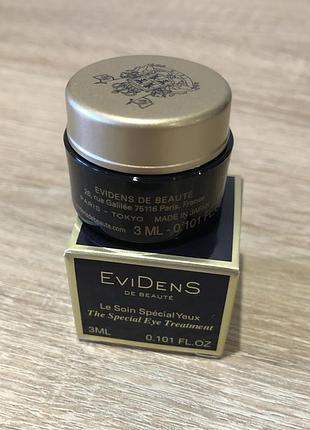 EVIDENS DE BEAUTÉ
26, rue Galilée 75116 Paris, France
PARIS - TOKYO MADE IN JAPAN
3 ML - 0.101 FL.OZ
EVIDENS
DE BEAUTÉ
Le Soin Spécial Yeux
The Special Eye Treatment
3ML 0.101 FL.OZ